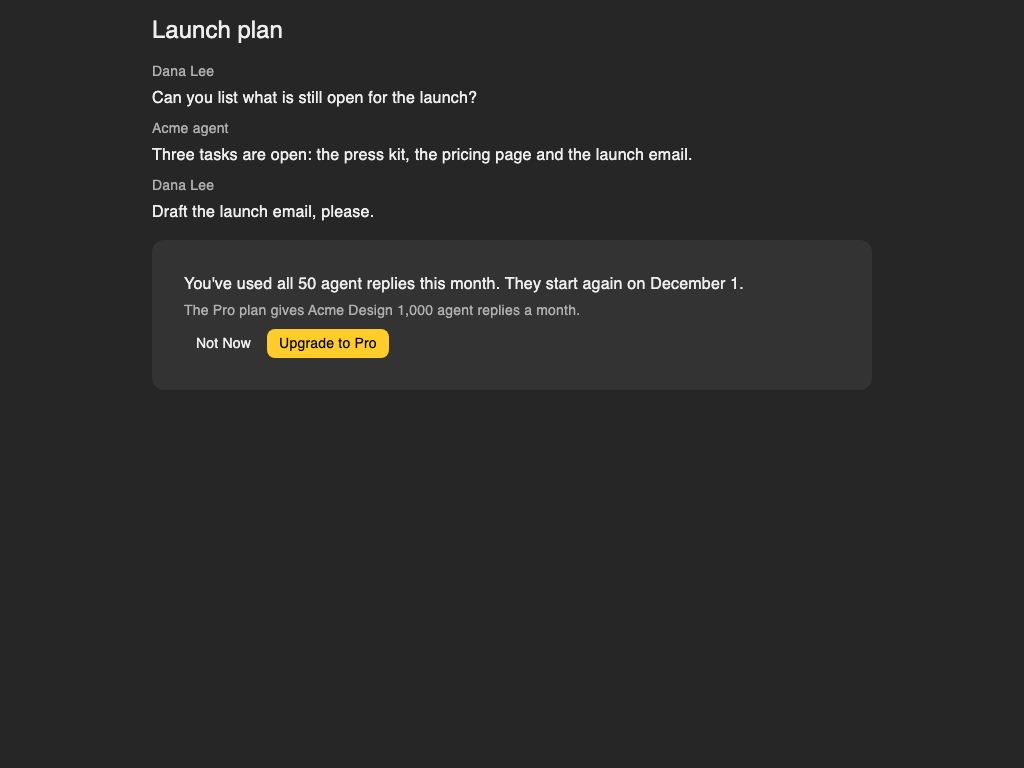 Launch plan
Dana Lee
Can you list what is still open for the launch?
Acme agent
Three tasks are open: the press kit, the pricing page and the launch email.
Dana Lee
Draft the launch email, please.
You've used all 50 agent replies this month. They start again on December 1.
The Pro plan gives Acme Design 1,000 agent replies a month.
Not Now
Upgrade to Pro